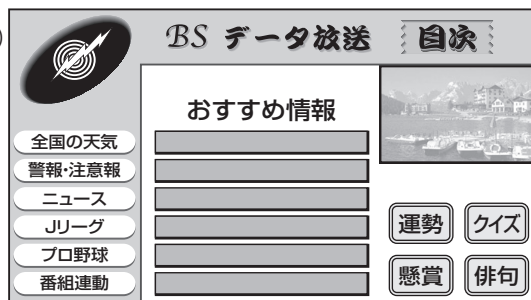 BS データ放送 目次
おすすめ情報
全国の天気
警報・注意報
ニュース
Jリーグ
プロ野球
番組連動
運勢 クイズ
懸賞 俳句